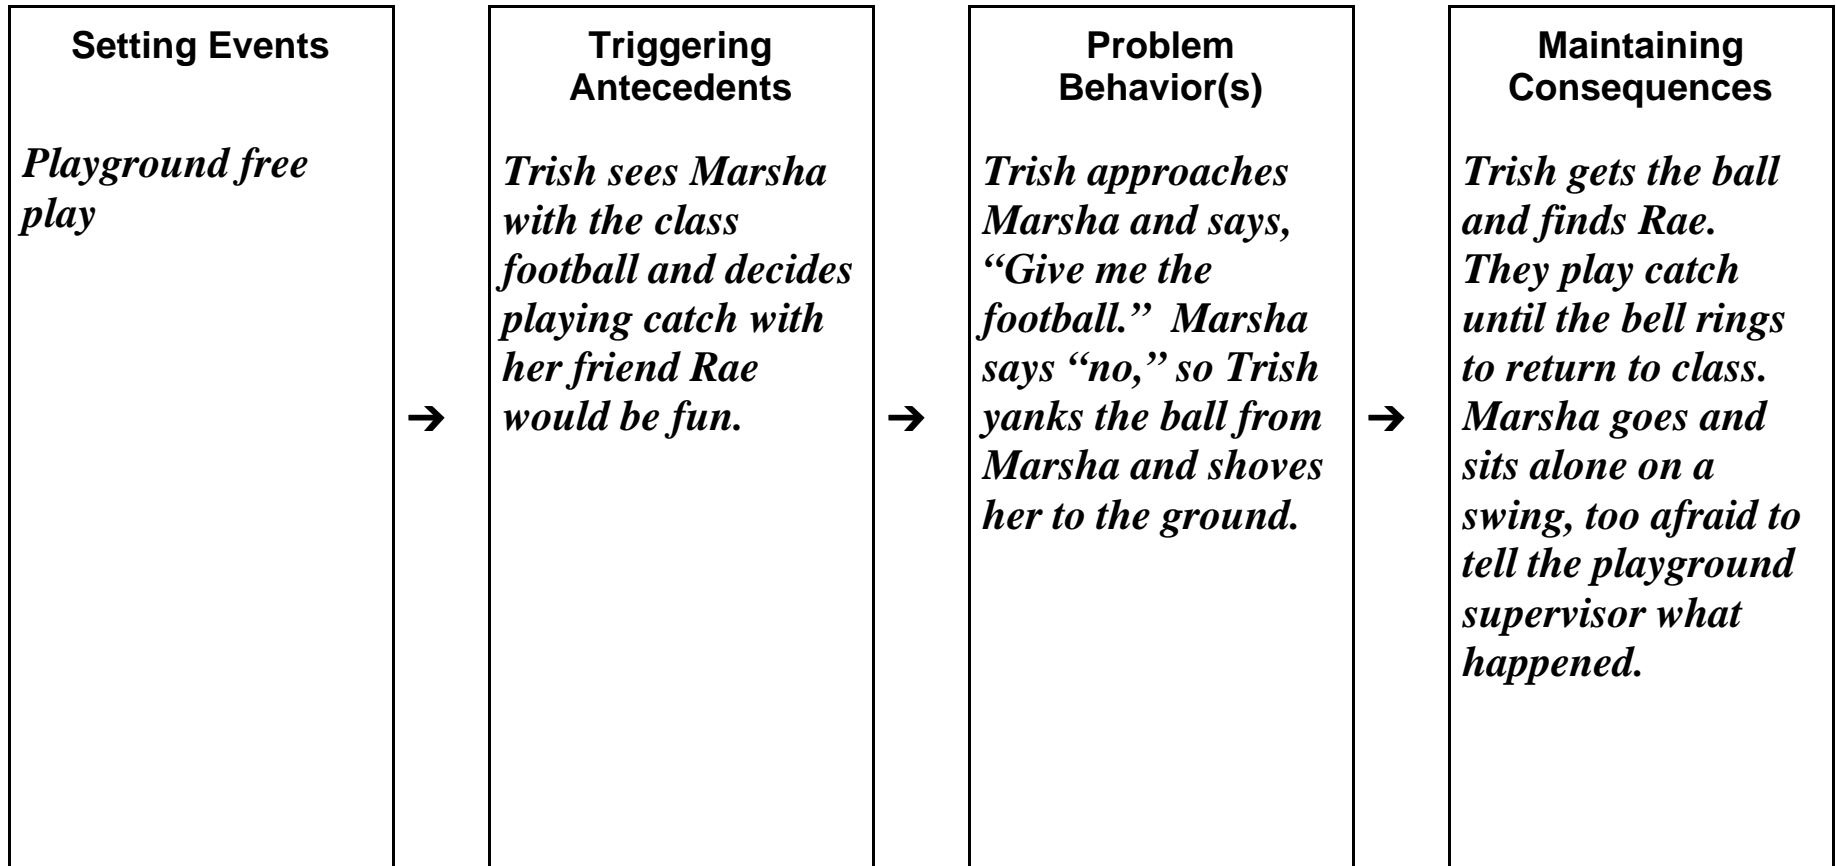 Setting Events
Playground free
play
Triggering
Antecedents
Trish sees Marsha
with the class
football and decides
playing catch with
her friend Rae
would be fun.
Problem
Behavior(s)
Trish approaches
Marsha and says,
“Give me the
football.”  Marsha
says “no,” so Trish
yanks the ball from
Marsha and shoves
her to the ground.
Maintaining
Consequences
Trish gets the ball
and finds Rae.
They play catch
until the bell rings
to return to class.
Marsha goes and
sits alone on a
swing, too afraid to
tell the playground
supervisor what
happened.